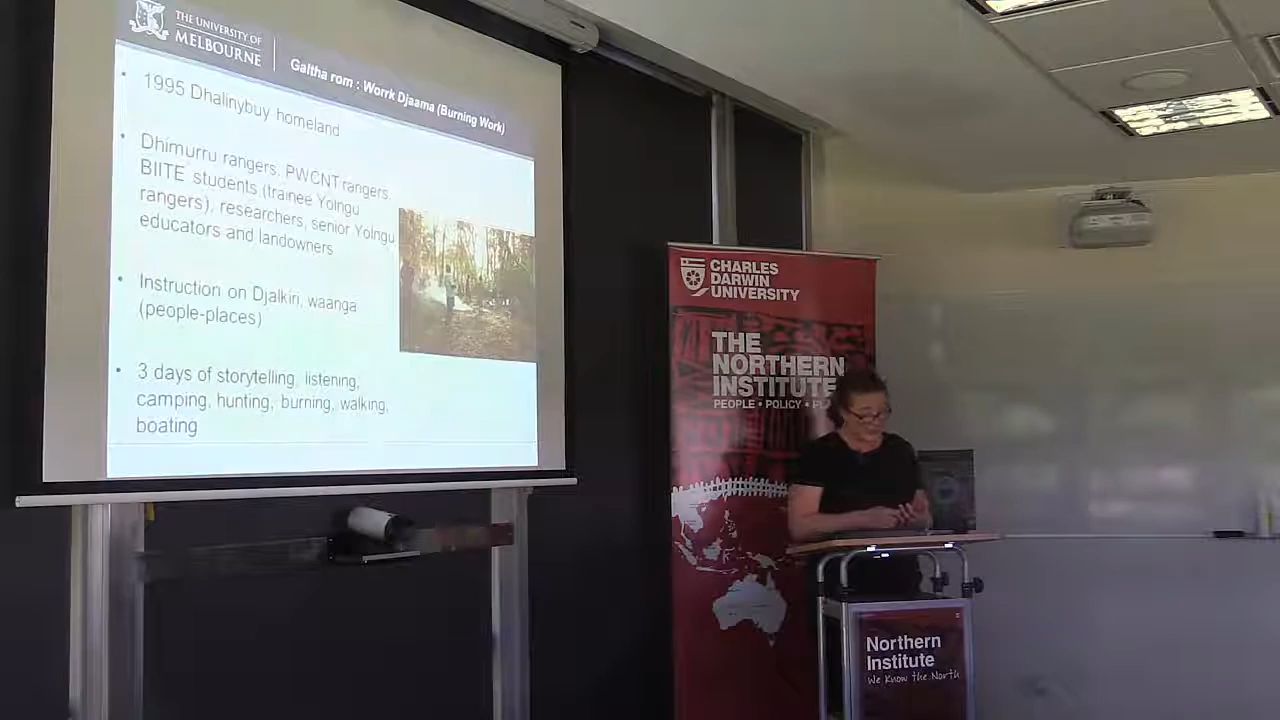 THE UNIVERSITY OF
MELBOURNE
Galtha rom : Worrk Djaama (Burning Work)
• 1995 Dhalinybuy homeland
• Dhimurru rangers, PWCNT rangers,
BIITE students (trainee Yolngu
rangers), researchers, senior Yolngu
educators and landowners
• Instruction on Djalkiri, waanga
(people-places)
• 3 days of storytelling, listening,
camping, hunting, burning, walking,
boating
CHARLES
DARWIN
UNIVERSITY
THE
NORTHERN
INSTITUTE
PEOPLE • POLICY •
Northern
Institute
We Know the North